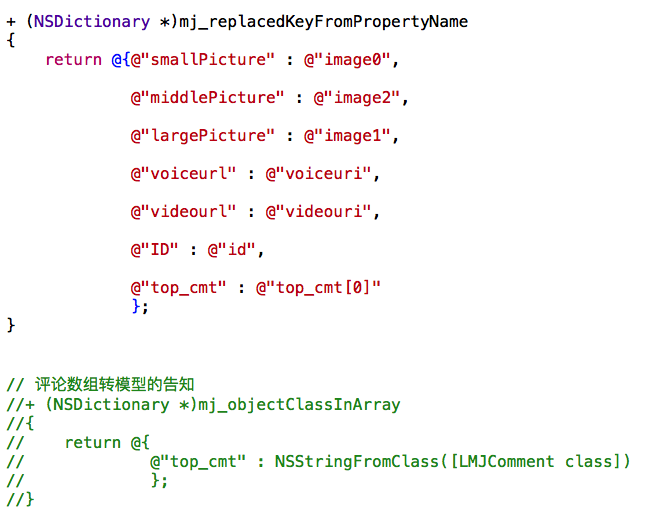 + (NSDictionary *)mj_replacedKeyFromPropertyName
{
    return @{@"smallPicture" : @"image0",
             @"middlePicture" : @"image2",
             @"largePicture" : @"image1",
             @"voiceurl" : @"voiceuri",
             @"videourl" : @"videouri",
             @"ID" : @"id",
             @"top_cmt" : @"top_cmt[0]"
             };
}
// 评论数组转模型的告知
//+ (NSDictionary *)mj_objectClassInArray
//{
//    return @{
//             @"top_cmt" : NSStringFromClass([LMJComment class])
//             };
//}